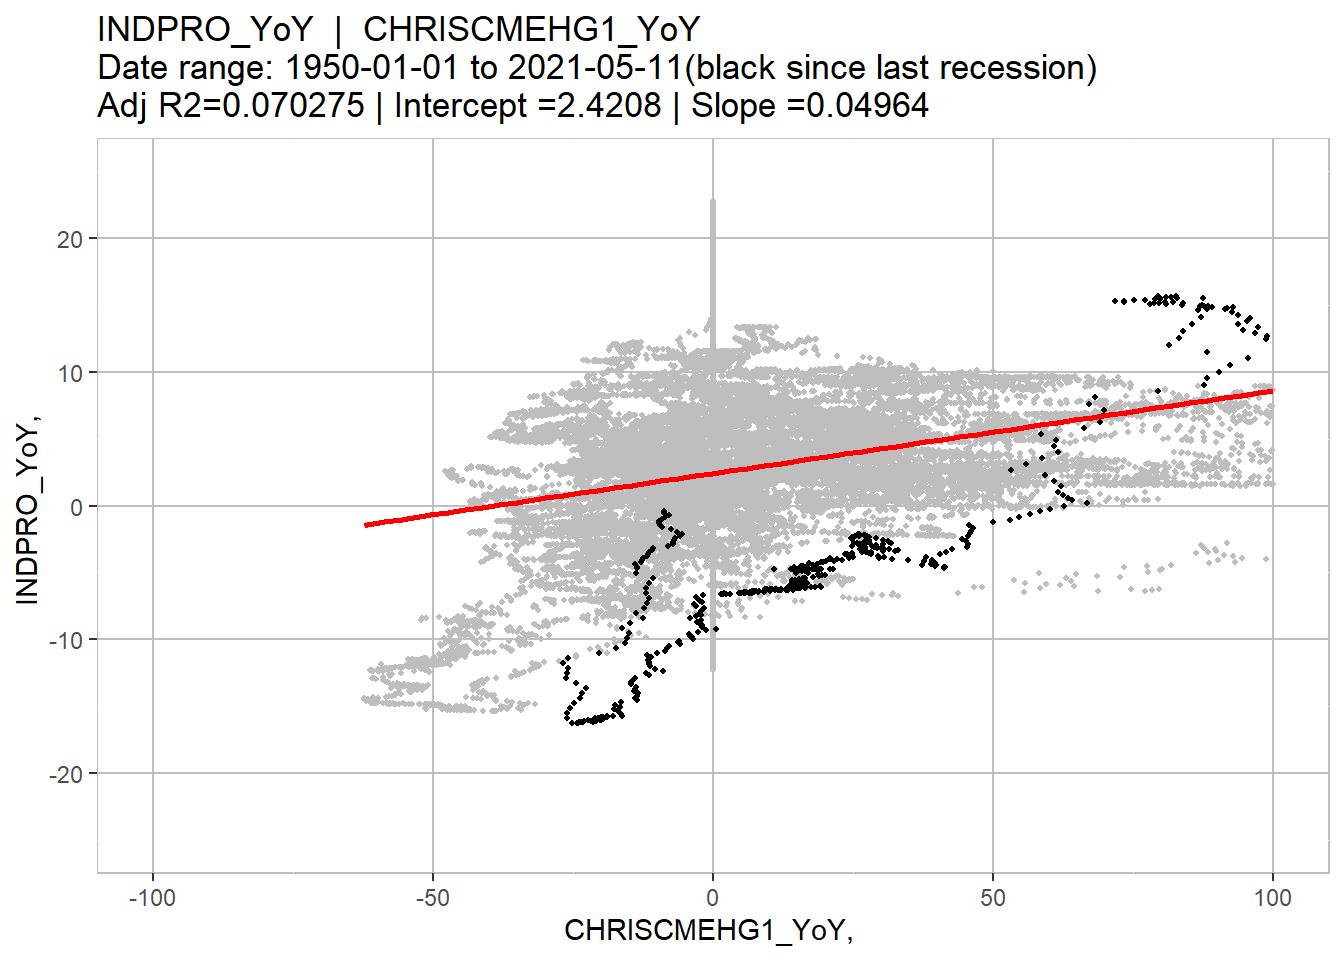 INDPRO_YoY | CHRISCMEHG1_YoY
Date range: 1950-01-01 to 2021-05-11(black since last recession)
Adj R2=0.070275 | Intercept =2.4208 | Slope =0.04964
20
10
0
-10
-20
INDPRO_YoY,
-100
-50
0
50
100
CHRISCMEHG1_YoY,